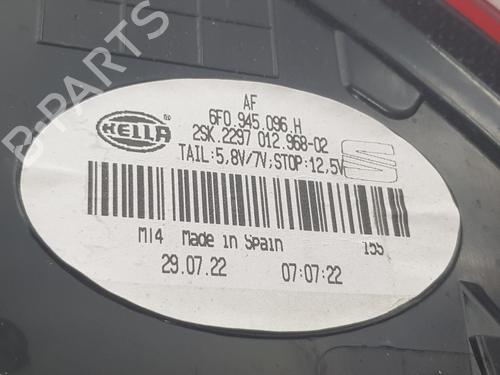 AF
6F0.945.096.H
HELLA ®
2SK.2297 012.968-02
TAIL:5,8V/7V;STOP:12,5V
M14 Made in Spain 155
29.07.22 07:07:22
B-PARTS